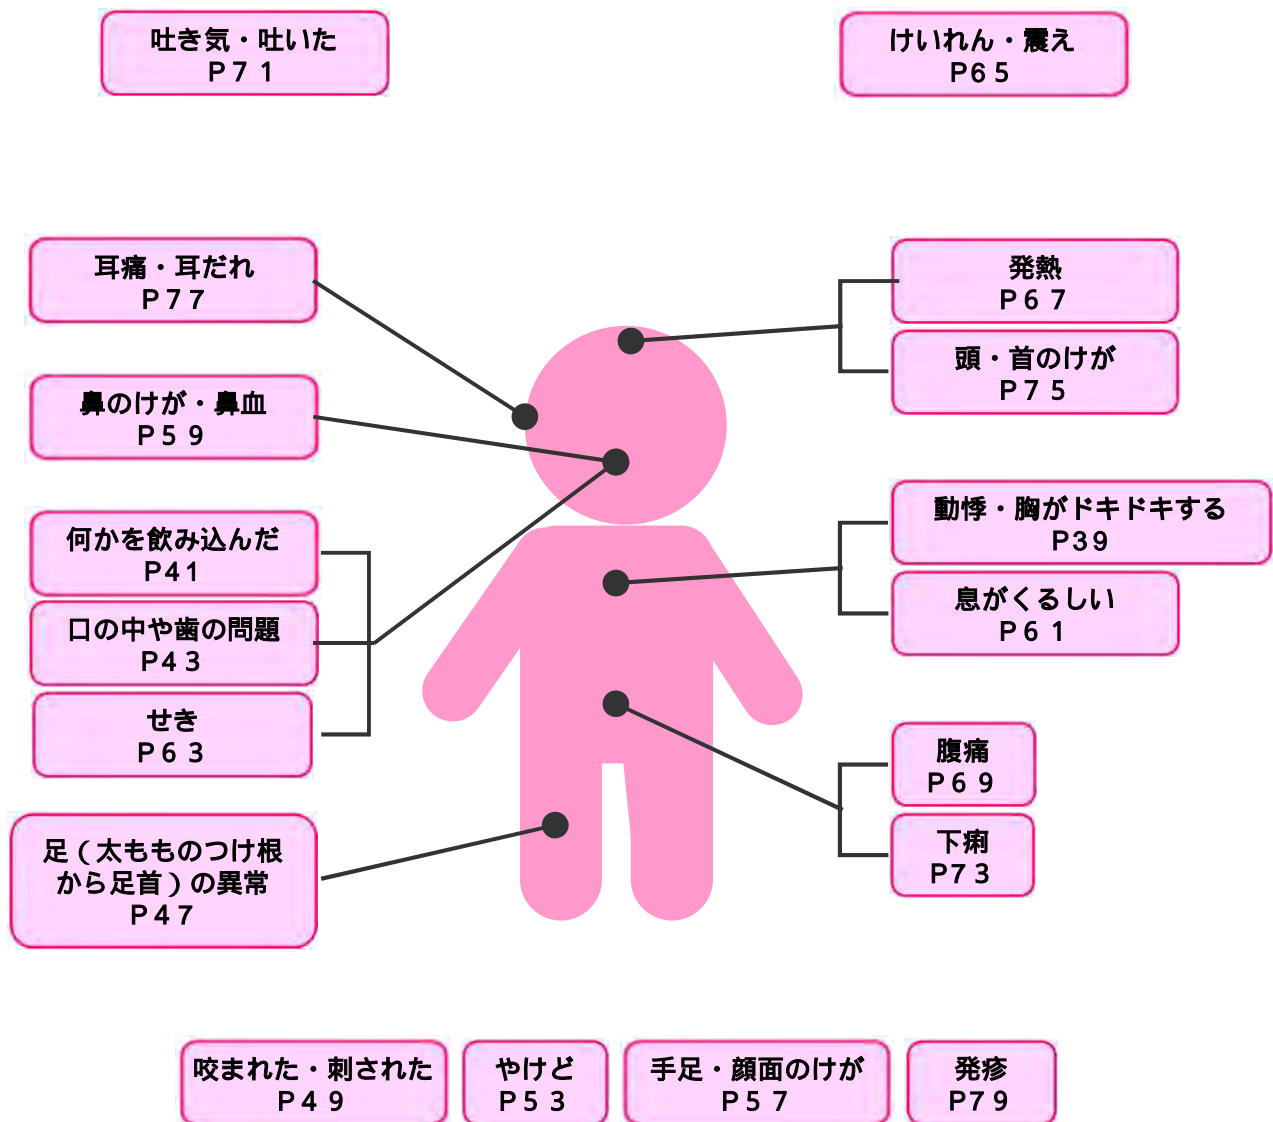 吐き気・吐いた
P71
けいれん・震え
P65
耳痛・耳だれ
P77
鼻のけが・鼻血
P59
何かを飲み込んだ
P41
口の中や歯の問題
P43
せき
P63
足(太もものつけ根
から足首)の異常
P47
発熱
P67
頭・首のけが
P75
動悸・胸がドキドキする
P39
息がくるしい
P61
腹痛
P69
下痢
P73
咬まれた・刺された
P49
やけど
P53
手足・顔面のけが
P57
発疹
P79